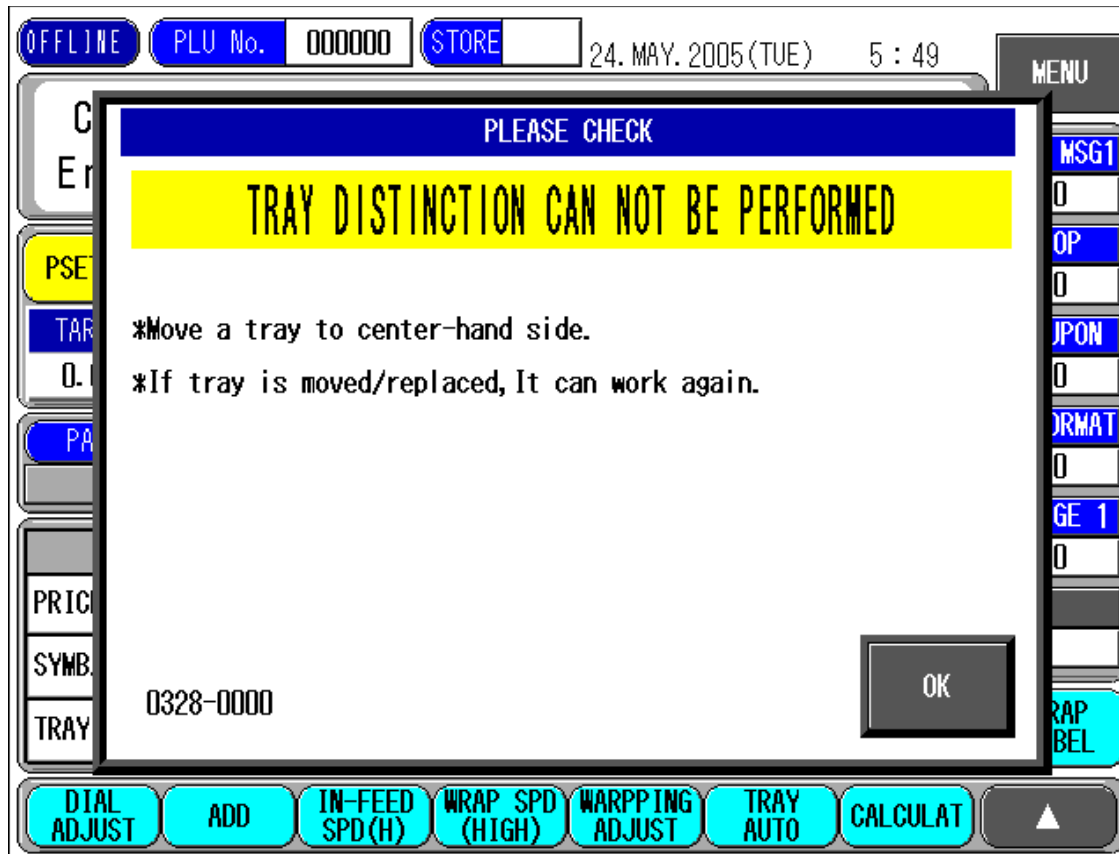 OFFLINE PLU No. 000000 STORE 24. MAY. 2005(TUE) 5 : 49
MENU
PLEASE CHECK
TRAY DISTINCTION CAN NOT BE PERFORMED
MSG1
0
OP
0
PSE
*Move a tray to center-hand side.
TAR
UPON
0.
*If tray is moved/replaced, It can work again.
0
PA
ORMAT
0
GE 1
0
PRIC
SYMB.
OK
0328-0000
TRAY
RAP
BEL
DIAL
ADJUST
ADD
IN-FEED
SPD(H)
WRAP SPD
(HIGH)
WARPPING
ADJUST
TRAY
AUTO
CALCULAT